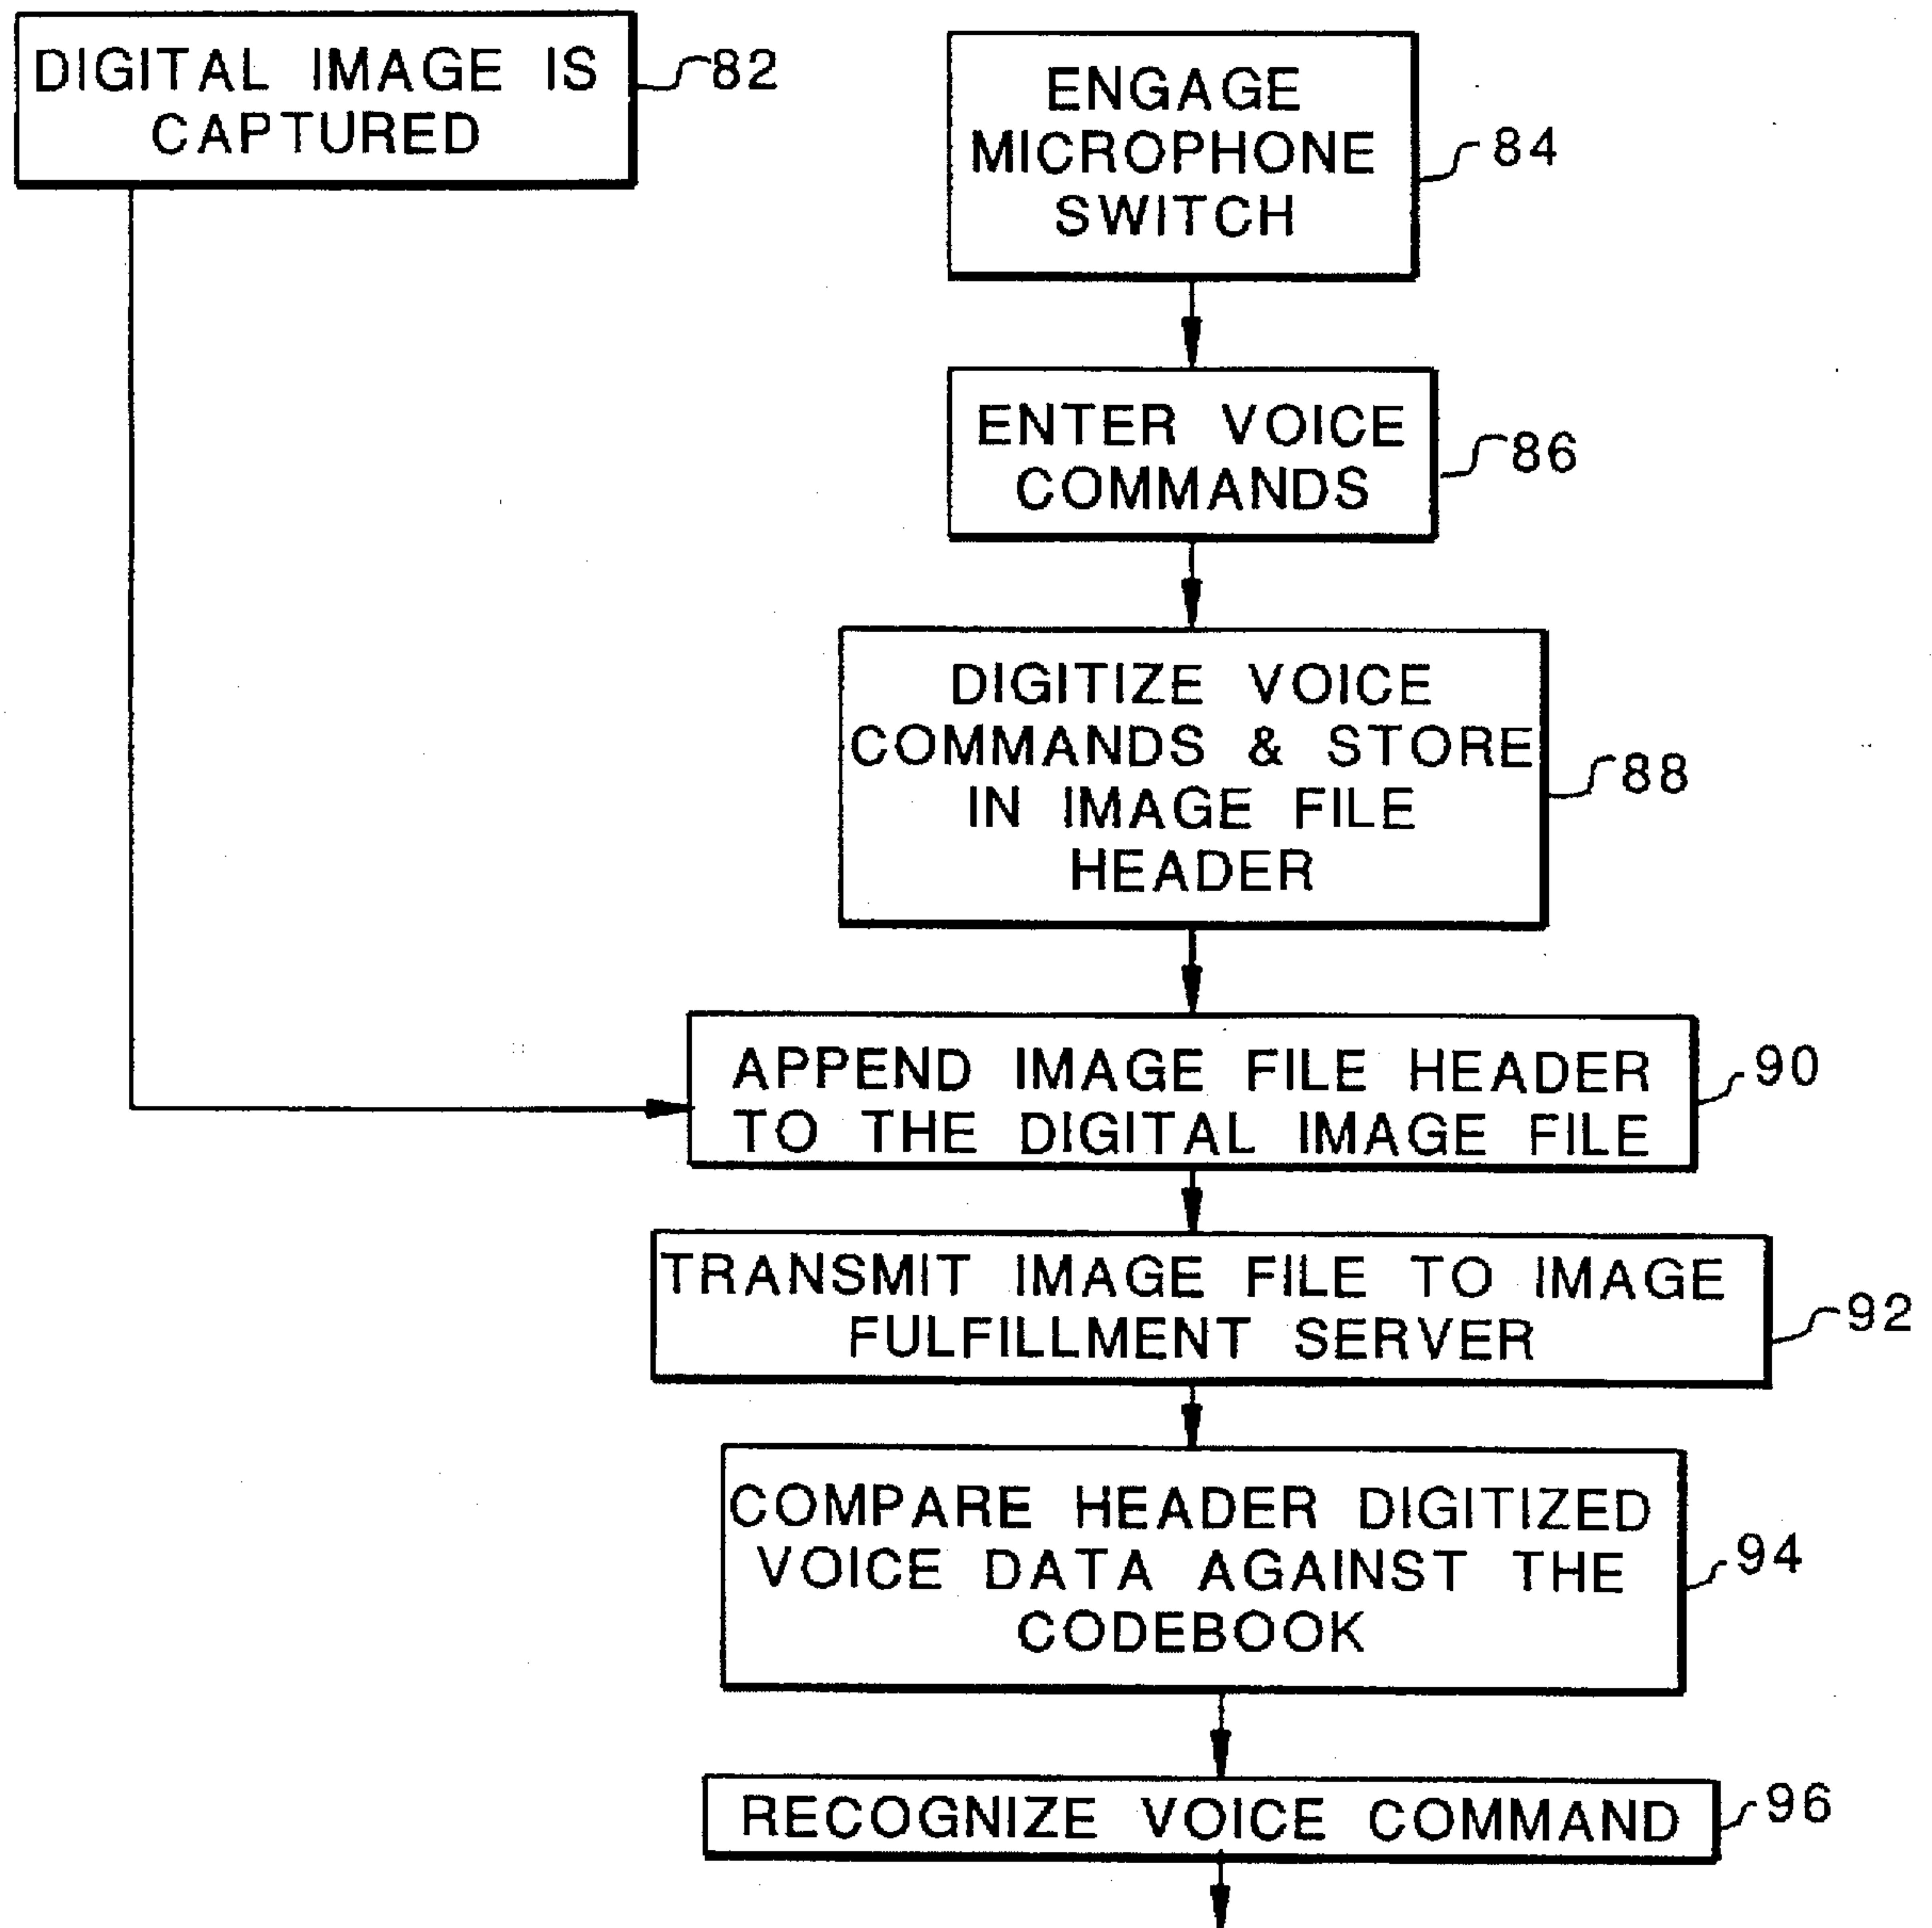 DIGITAL IMAGE IS
CAPTURED
82
ENGAGE
MICROPHONE
SWITCH
84
ENTER VOICE
COMMANDS
86
DIGITIZE VOICE
COMMANDS & STORE
IN IMAGE FILE
HEADER
88
APPEND IMAGE FILE HEADER
TO THE DIGITAL IMAGE FILE
90
TRANSMIT IMAGE FILE TO IMAGE
FULFILLMENT SERVER
92
COMPARE HEADER DIGITIZED
VOICE DATA AGAINST THE
CODEBOOK
94
RECOGNIZE VOICE COMMAND
96